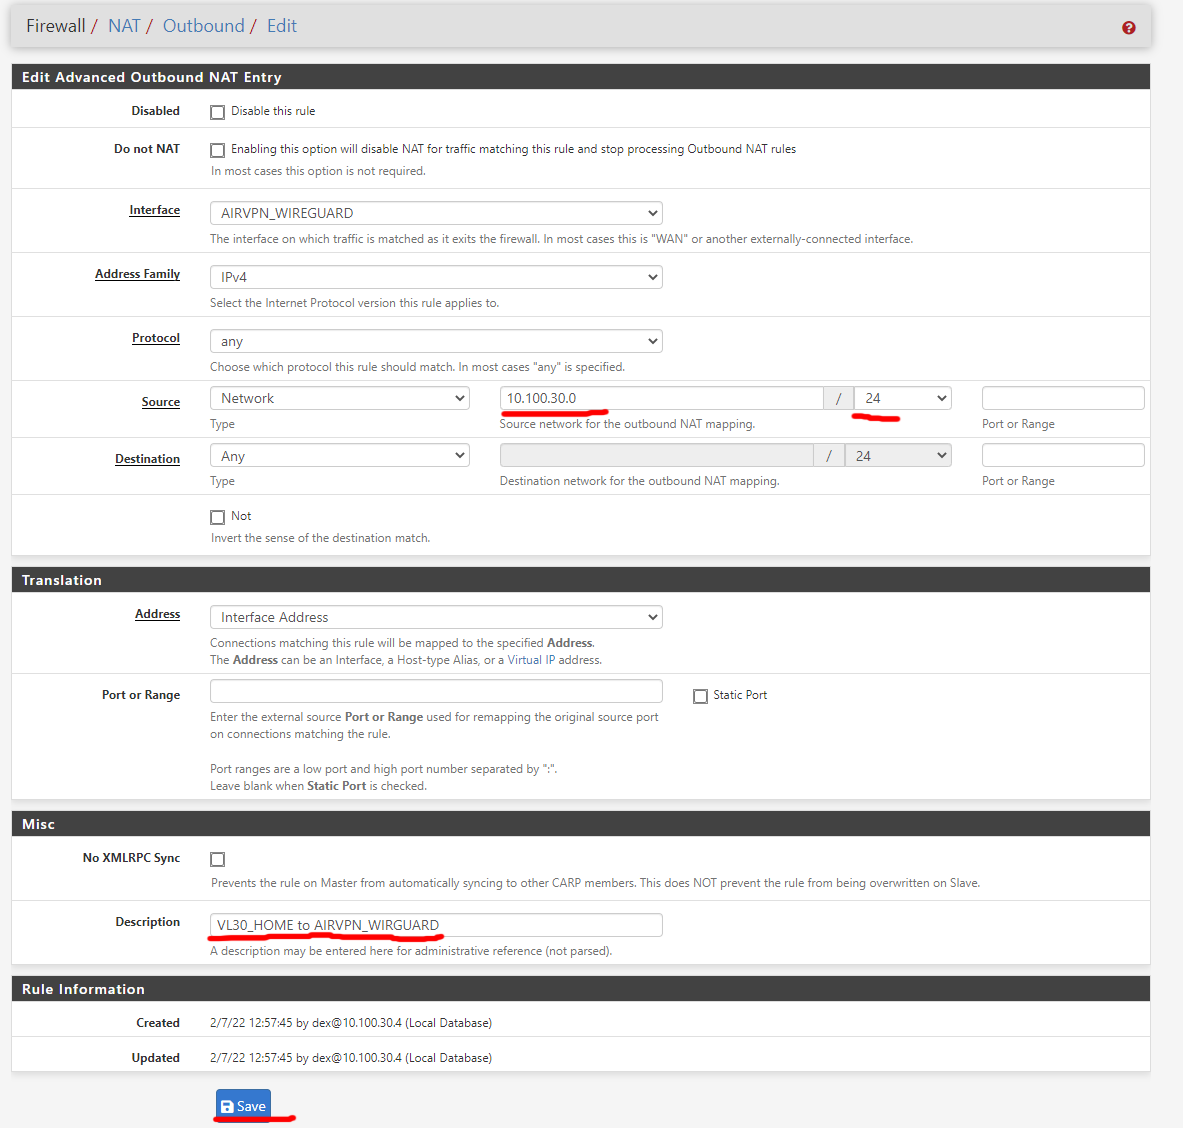 Firewall / NAT / Outbound / Edit
Edit Advanced Outbound NAT Entry
Disabled
Disable this rule
Do not NAT
Enabling this option will disable NAT for traffic matching this rule and stop processing Outbound NAT rules
In most cases this option is not required.
Interface
AIRVPN_WIREGUARD
The interface on which traffic is matched as it exits the firewall. In most cases this is "WAN" or another externally-connected interface.
Address Family
IPv4
Select the Internet Protocol version this rule applies to.
Protocol
any
Choose which protocol this rule should match. In most cases "any" is specified.
Source
Network
10.100.30.0 / 24
Type
Source network for the outbound NAT mapping.
Port or Range
Destination
Any
/ 24
Type
Destination network for the outbound NAT mapping.
Port or Range
Not
Invert the sense of the destination match.
Translation
Address
Interface Address
Connections matching this rule will be mapped to the specified Address.
The Address can be an Interface, a Host-type Alias, or a Virtual IP address.
Port or Range
Static Port
Enter the external source Port or Range used for remapping the original source port
on connections matching the rule.
Port ranges are a low port and high port number separated by ":".
Leave blank when Static Port is checked.
Misc
No XMLRPC Sync
Prevents the rule on Master from automatically syncing to other CARP members. This does NOT prevent the rule from being overwritten on Slave.
Description
VL30_HOME to AIRVPN_WIRGUARD
A description may be entered here for administrative reference (not parsed).
Rule Information
Created
2/7/22 12:57:45 by dex@10.100.30.4 (Local Database)
Updated
2/7/22 12:57:45 by dex@10.100.30.4 (Local Database)
Save